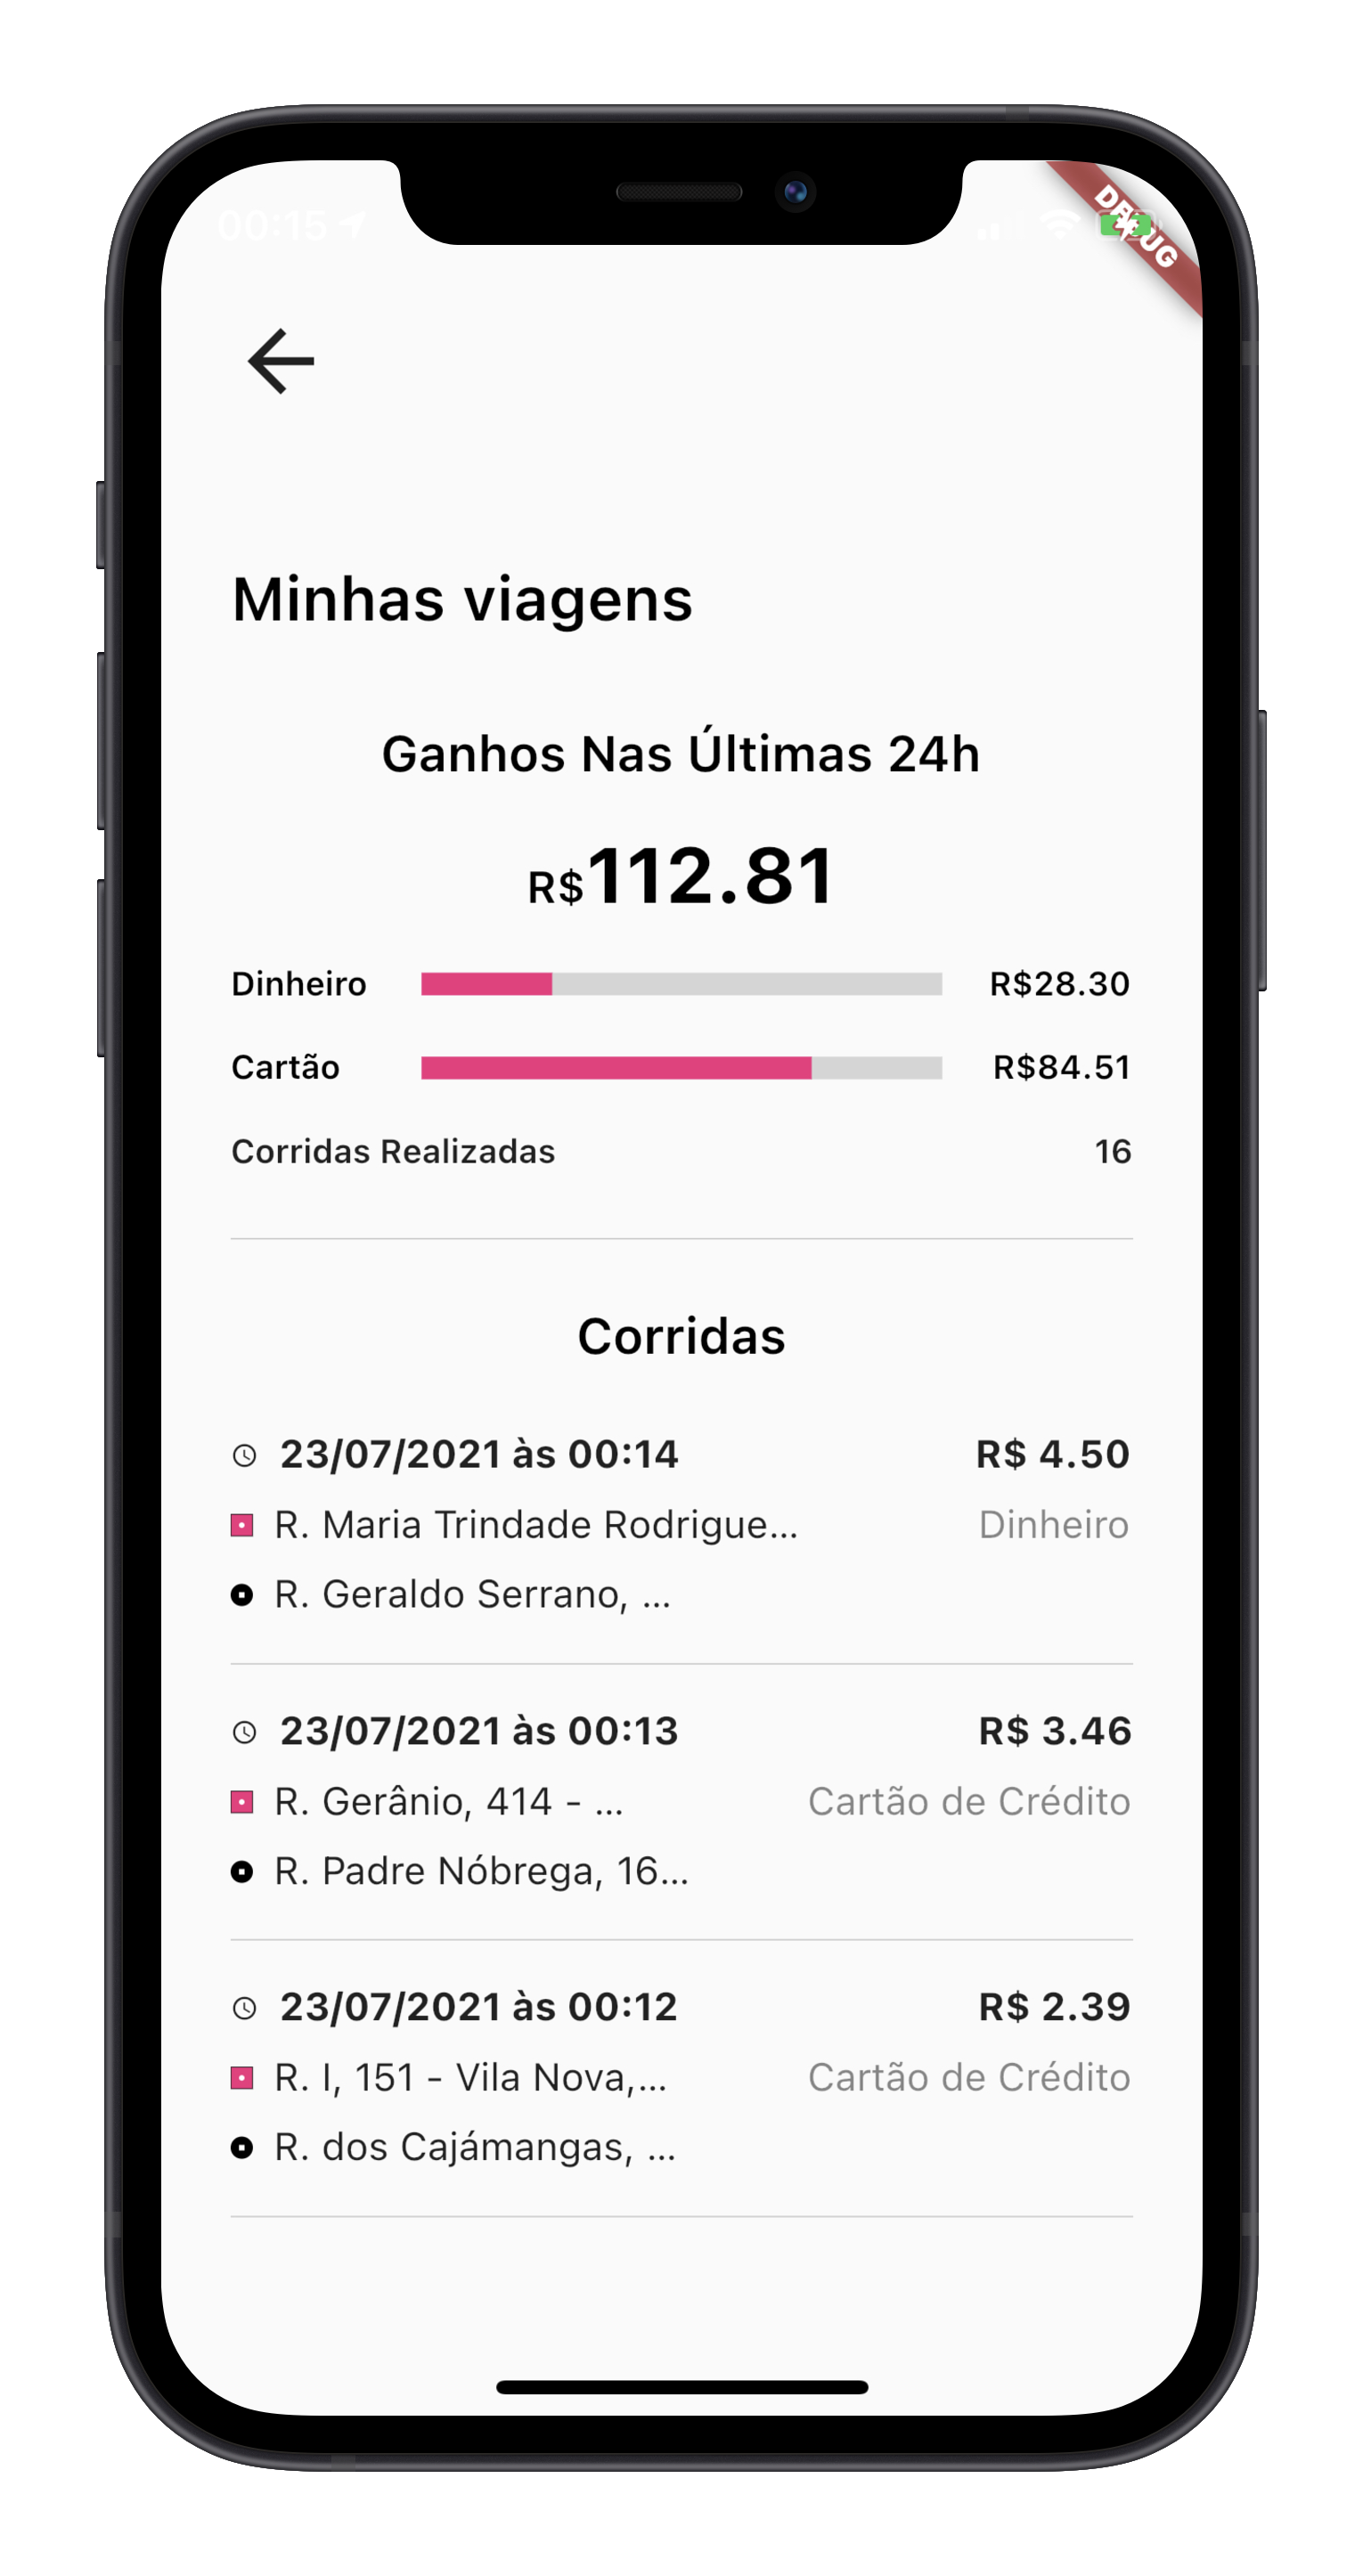 00:15
DEBUG
Minhas viagens
Ganhos Nas Últimas 24h
R$112.81
Dinheiro R$28.30
Cartão R$84.51
Corridas Realizadas 16
Corridas
23/07/2021 às 00:14 R$ 4.50
R. Maria Trindade Rodrigue... Dinheiro
R. Geraldo Serrano, ...
23/07/2021 às 00:13 R$ 3.46
R. Gerânio, 414 - ... Cartão de Crédito
R. Padre Nóbrega, 16...
23/07/2021 às 00:12 R$ 2.39
R. I, 151 - Vila Nova,... Cartão de Crédito
R. dos Cajámangas, ...